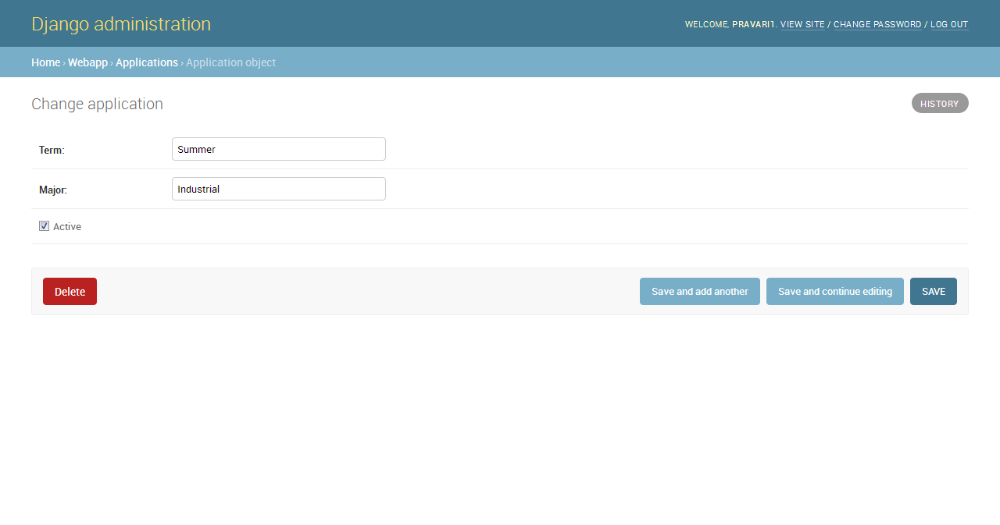 Django administration
WELCOME, PRAVARI1. VIEW SITE / CHANGE PASSWORD / LOG OUT
Home › Webapp › Applications › Application object
Change application
HISTORY
Term: Summer
Major: Industrial
Active
Delete Save and add another Save and continue editing SAVE